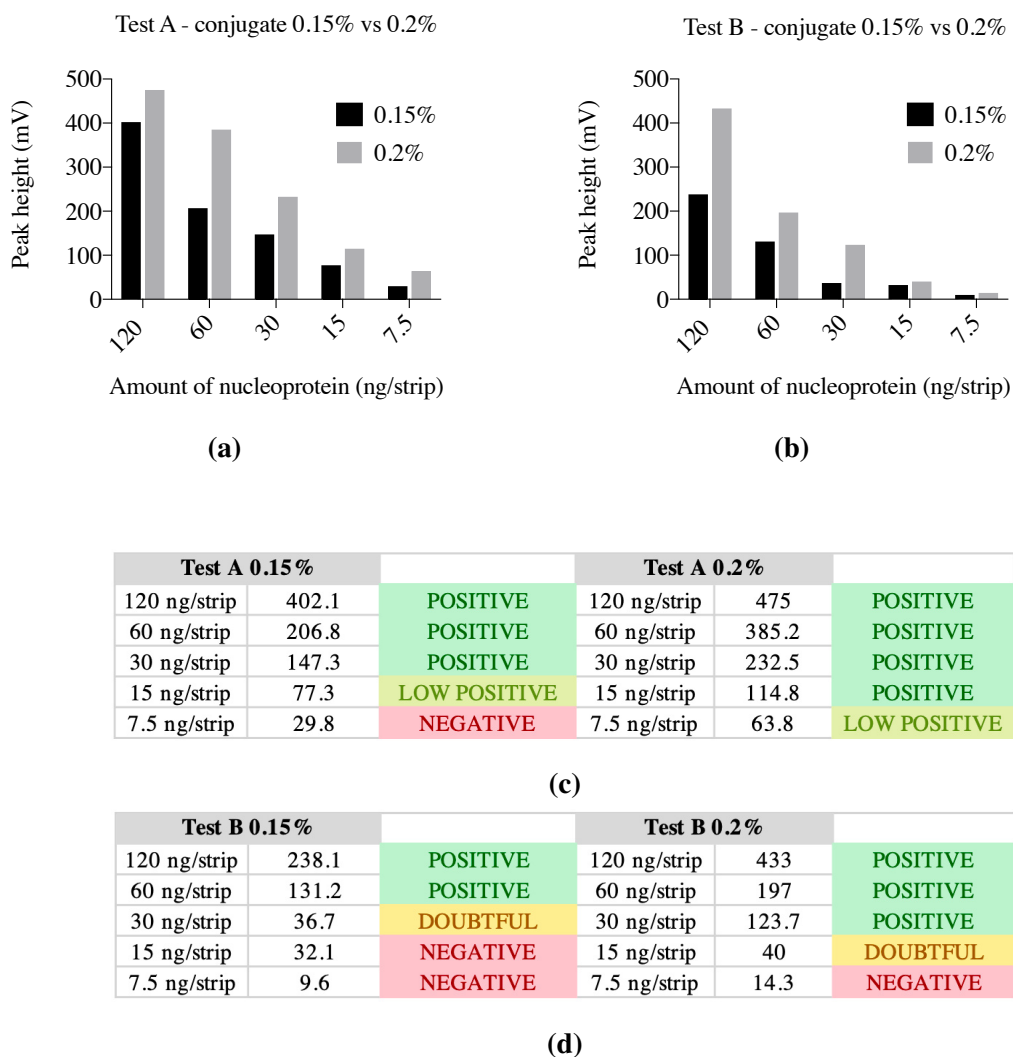 Test A - conjugate 0.15% vs 0.2%
Peak height (mV)
500
400
300
200
100
0
0.15%
0.2%
120
60
30
15
7.5
Amount of nucleoprotein (ng/strip)
(a)
Test B - conjugate 0.15% vs 0.2%
Peak height (mV)
500
400
300
200
100
0
0.15%
0.2%
120
60
30
15
7.5
Amount of nucleoprotein (ng/strip)
(b)
Test A 0.15% Test A 0.2%
120 ng/strip 402.1 POSITIVE 120 ng/strip 475 POSITIVE
60 ng/strip 206.8 POSITIVE 60 ng/strip 385.2 POSITIVE
30 ng/strip 147.3 POSITIVE 30 ng/strip 232.5 POSITIVE
15 ng/strip 77.3 LOW POSITIVE 15 ng/strip 114.8 POSITIVE
7.5 ng/strip 29.8 NEGATIVE 7.5 ng/strip 63.8 LOW POSITIVE
(c)
Test B 0.15% Test B 0.2%
120 ng/strip 238.1 POSITIVE 120 ng/strip 433 POSITIVE
60 ng/strip 131.2 POSITIVE 60 ng/strip 197 POSITIVE
30 ng/strip 36.7 DOUBTFUL 30 ng/strip 123.7 POSITIVE
15 ng/strip 32.1 NEGATIVE 15 ng/strip 40 DOUBTFUL
7.5 ng/strip 9.6 NEGATIVE 7.5 ng/strip 14.3 NEGATIVE
(d)